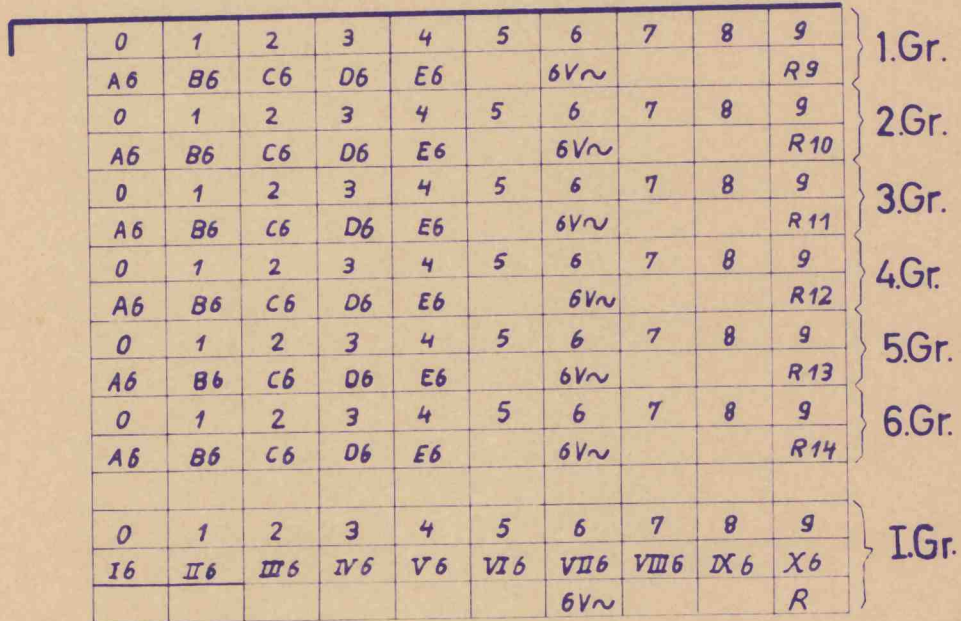 0 1 2 3 4 5 6 7 8 9
A6 B6 C6 D6 E6 6V~ R9
1.Gr.
0 1 2 3 4 5 6 7 8 9
A6 B6 C6 D6 E6 6V~ R10
2.Gr.
0 1 2 3 4 5 6 7 8 9
A6 B6 C6 D6 E6 6V~ R11
3.Gr.
0 1 2 3 4 5 6 7 8 9
A6 B6 C6 D6 E6 6V~ R12
4.Gr.
0 1 2 3 4 5 6 7 8 9
A6 B6 C6 D6 E6 6V~ R13
5.Gr.
0 1 2 3 4 5 6 7 8 9
A6 B6 C6 D6 E6 6V~ R14
6.Gr.
0 1 2 3 4 5 6 7 8 9
I6 II6 III6 IV6 V6 VI6 VII6 VIII6 IX6 X6
I.Gr.
6V~ R